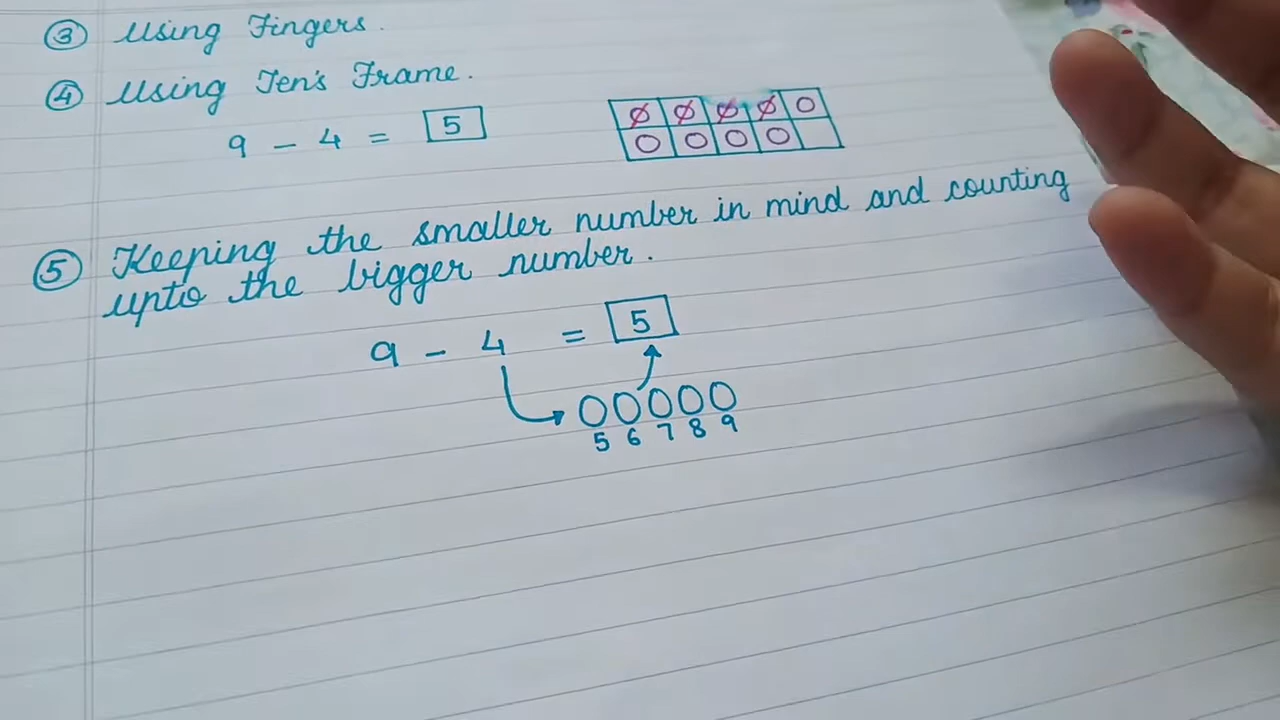 ③ Using Fingers.
④ Using Ten's Frame.
9 - 4 = 5
⑤ Keeping the smaller number in mind and counting
upto the bigger number.
9 - 4 = 5
5 6 7 8 9